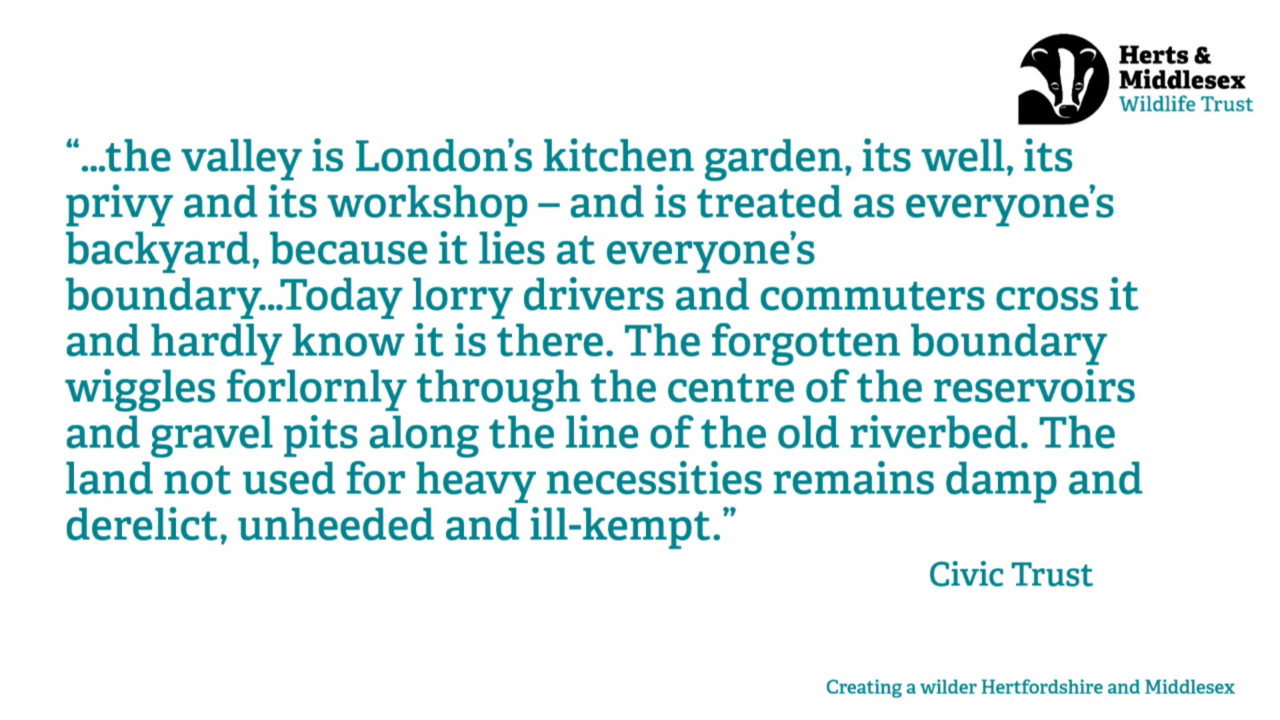 Herts &
Middlesex
Wildlife Trust
“...the valley is London’s kitchen garden, its well, its
privy and its workshop – and is treated as everyone’s
backyard, because it lies at everyone’s
boundary...Today lorry drivers and commuters cross it
and hardly know it is there. The forgotten boundary
wiggles forlornly through the centre of the reservoirs
and gravel pits along the line of the old riverbed. The
land not used for heavy necessities remains damp and
derelict, unheeded and ill-kempt.”
Civic Trust
Creating a wilder Hertfordshire and Middlesex